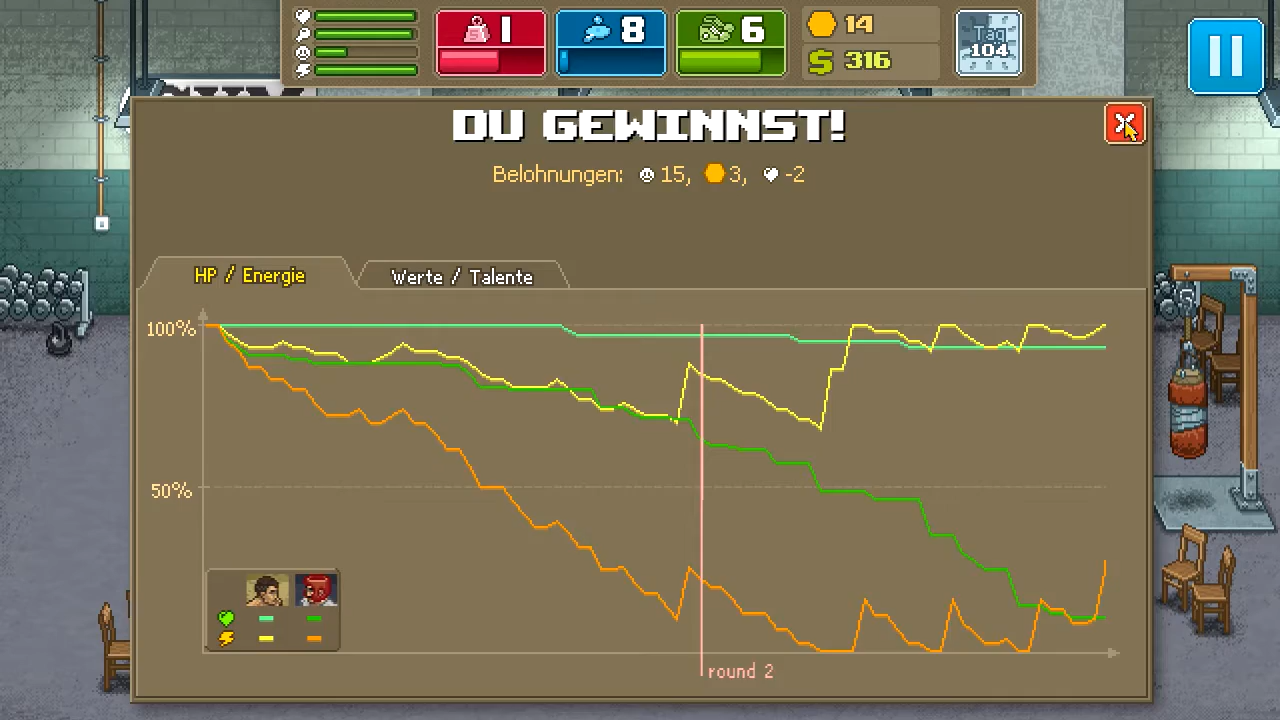 1 8 6 14
316
Tag
104
DU GEWINNST!
Belohnungen: 15, 3, -2
HP / Energie Werte / Talente
100%
50%
round 2